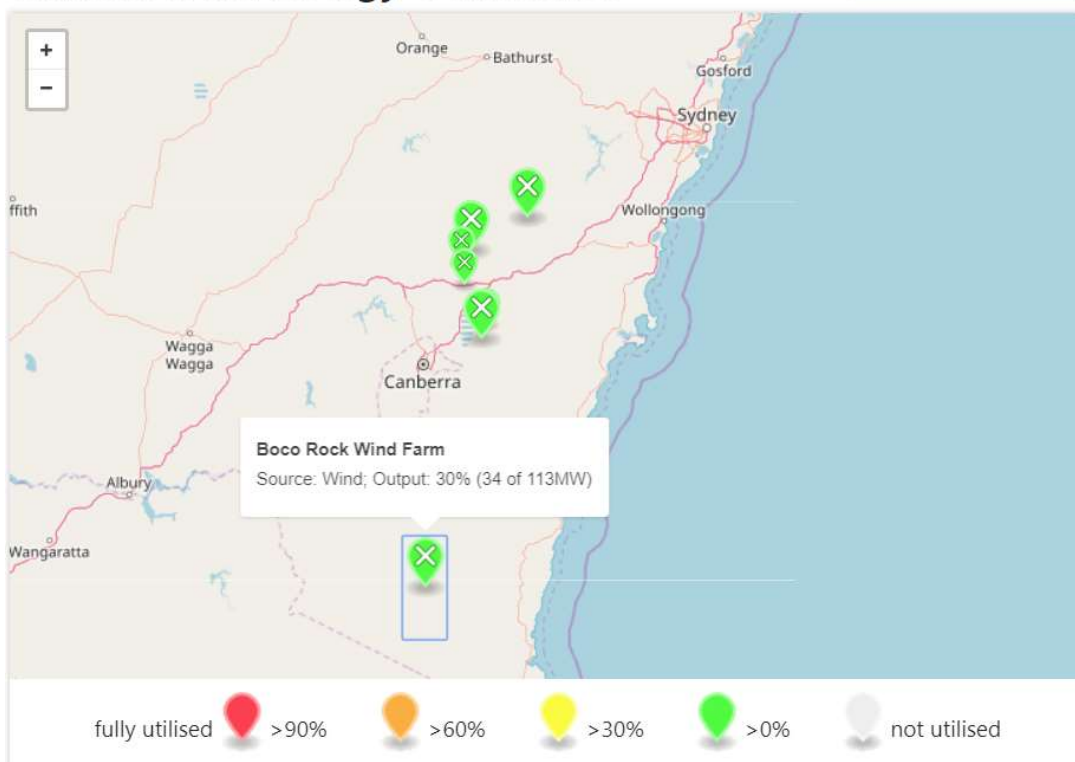 +
−
Orange
Bathurst
Gosford
Sydney
ffith
Wollongong
Wagga
Wagga
Canberra
Boco Rock Wind Farm
Source: Wind; Output: 30% (34 of 113MW)
Albury
Wangaratta
fully utilised >90% >60% >30% >0% not utilised